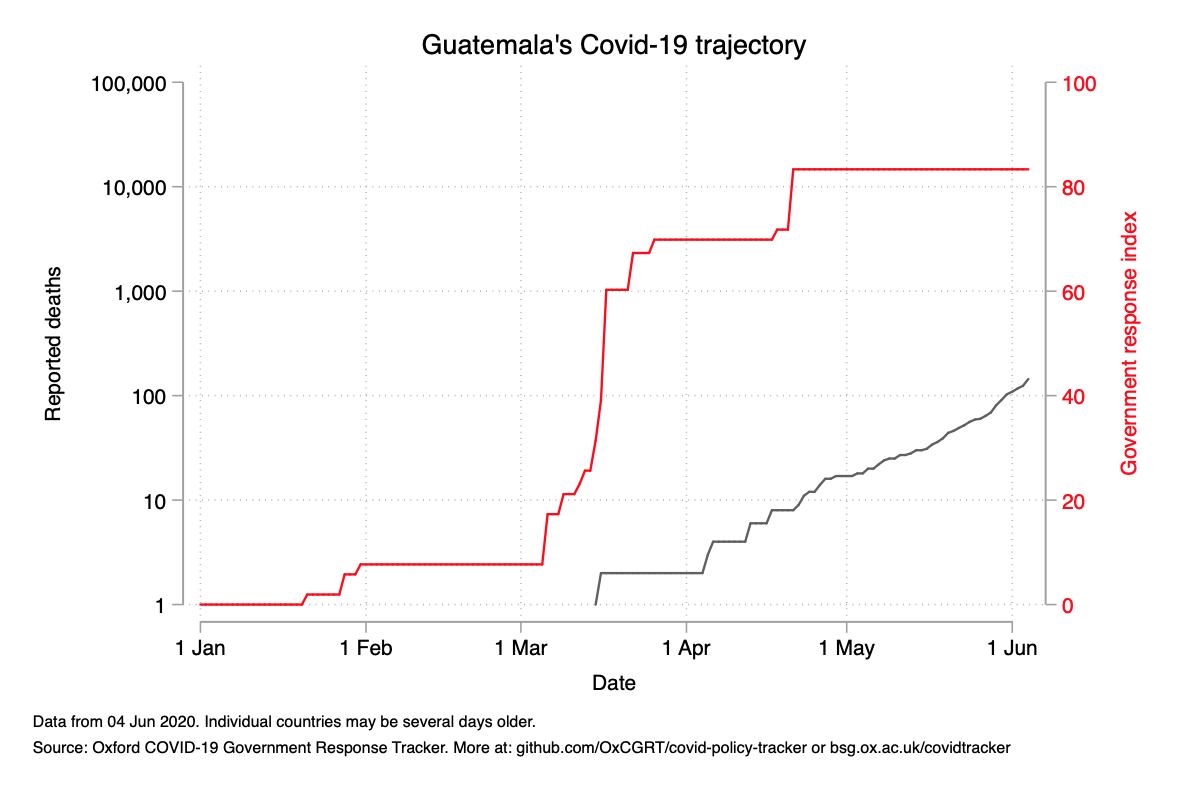 Guatemala's Covid-19 trajectory
100,000
10,000
1,000
100
10
1
Reported deaths
100
80
60
40
20
0
Government response index
1 Jan
1 Feb
1 Mar
1 Apr
1 May
1 Jun
Date
Data from 04 Jun 2020. Individual countries may be several days older.
Source: Oxford COVID-19 Government Response Tracker. More at: github.com/OxCGRT/covid-policy-tracker or bsg.ox.ac.uk/covidtracker